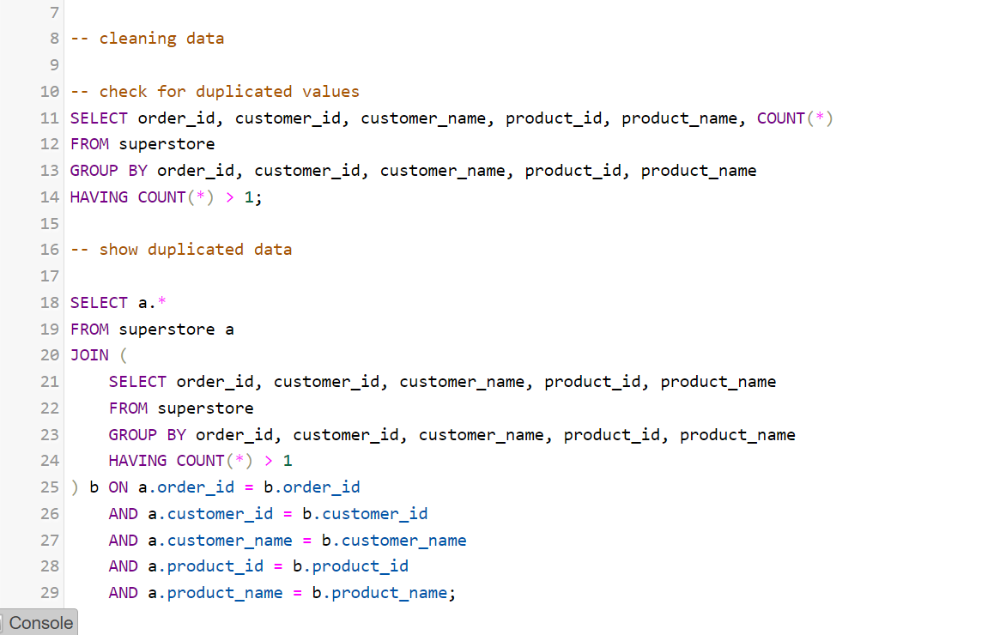 7
8 -- cleaning data
9
10 -- check for duplicated values
11 SELECT order_id, customer_id, customer_name, product_id, product_name, COUNT(*)
12 FROM superstore
13 GROUP BY order_id, customer_id, customer_name, product_id, product_name
14 HAVING COUNT(*) > 1;
15
16 -- show duplicated data
17
18 SELECT a.*
19 FROM superstore a
20 JOIN (
21     SELECT order_id, customer_id, customer_name, product_id, product_name
22     FROM superstore
23     GROUP BY order_id, customer_id, customer_name, product_id, product_name
24     HAVING COUNT(*) > 1
25 ) b ON a.order_id = b.order_id
26     AND a.customer_id = b.customer_id
27     AND a.customer_name = b.customer_name
28     AND a.product_id = b.product_id
29     AND a.product_name = b.product_name;
Console